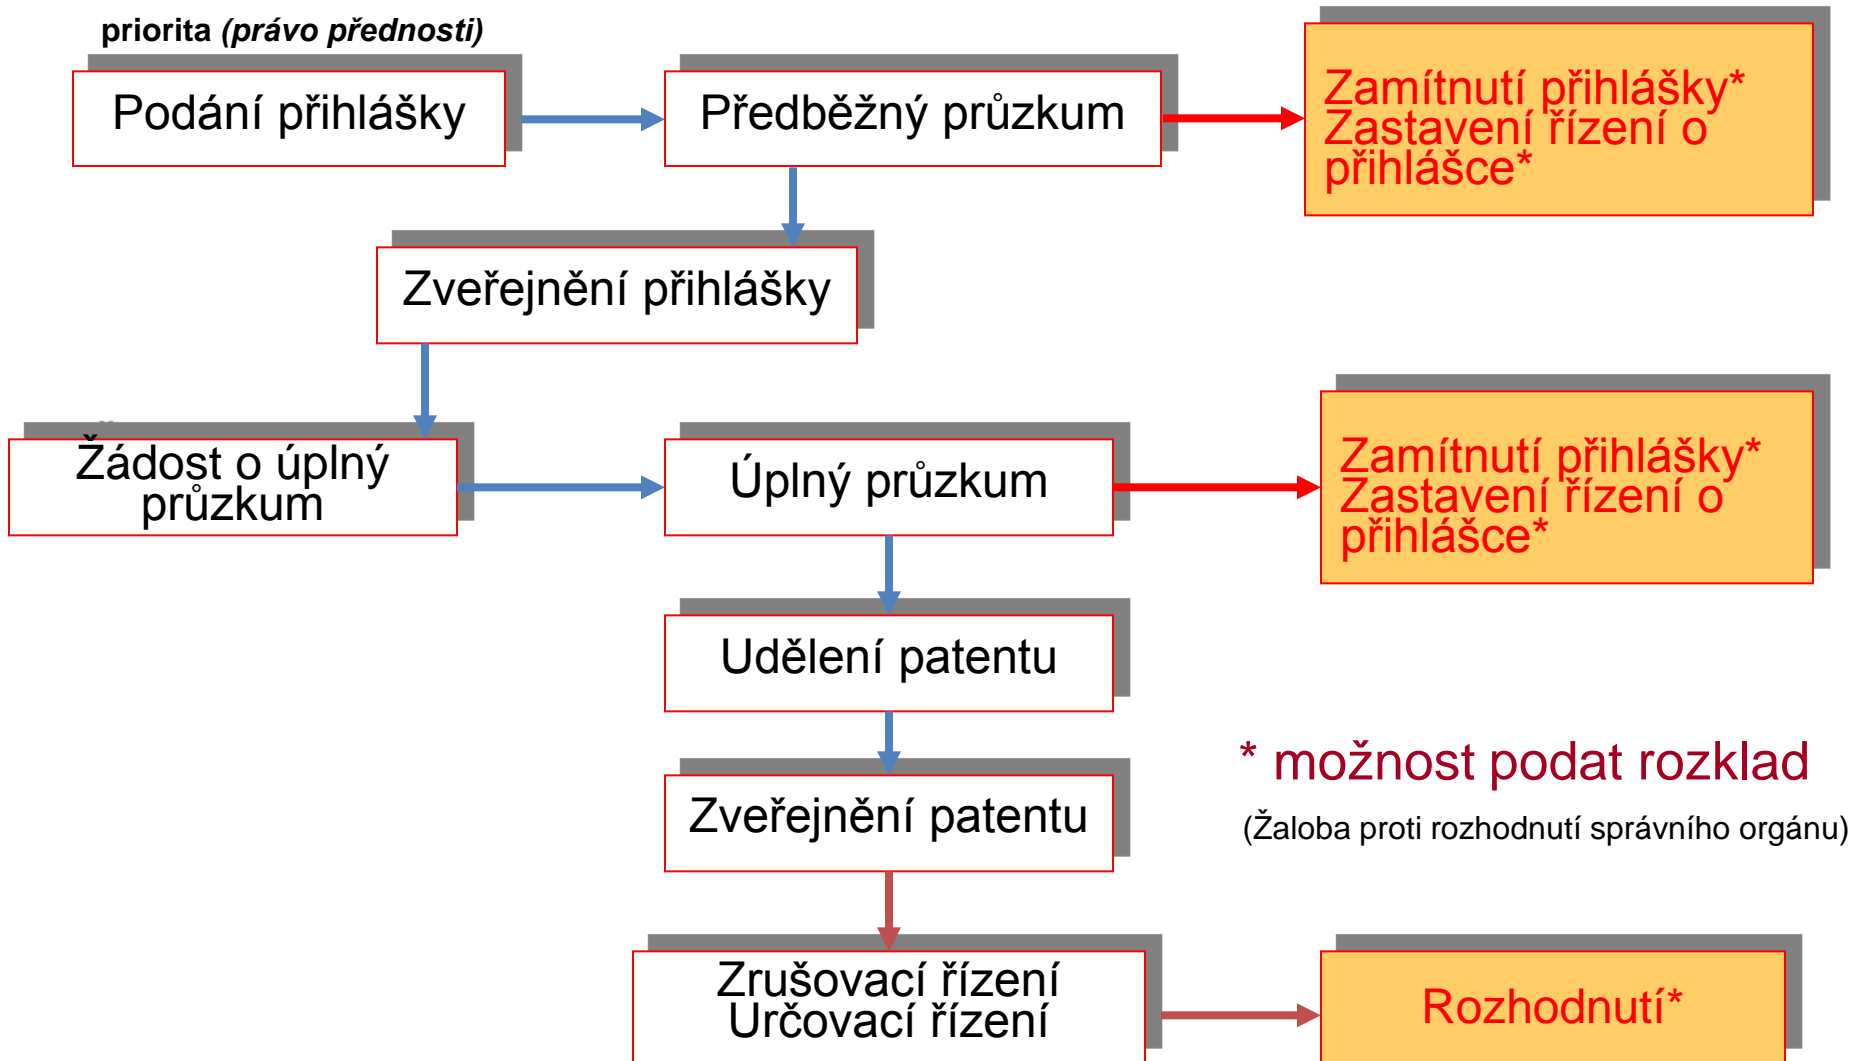 priorita (právo přednosti)
Podání přihlášky
Předběžný průzkum
Zamítnutí přihlášky*
Zastavení řízení o
přihlášce*
Zveřejnění přihlášky
Žádost o úplný
průzkum
Úplný průzkum
Zamítnutí přihlášky*
Zastavení řízení o
přihlášce*
Udělení patentu
* možnost podat rozklad
Zveřejnění patentu
(Žaloba proti rozhodnutí správního orgánu)
Zrušovací řízení
Určovací řízení
Rozhodnutí*